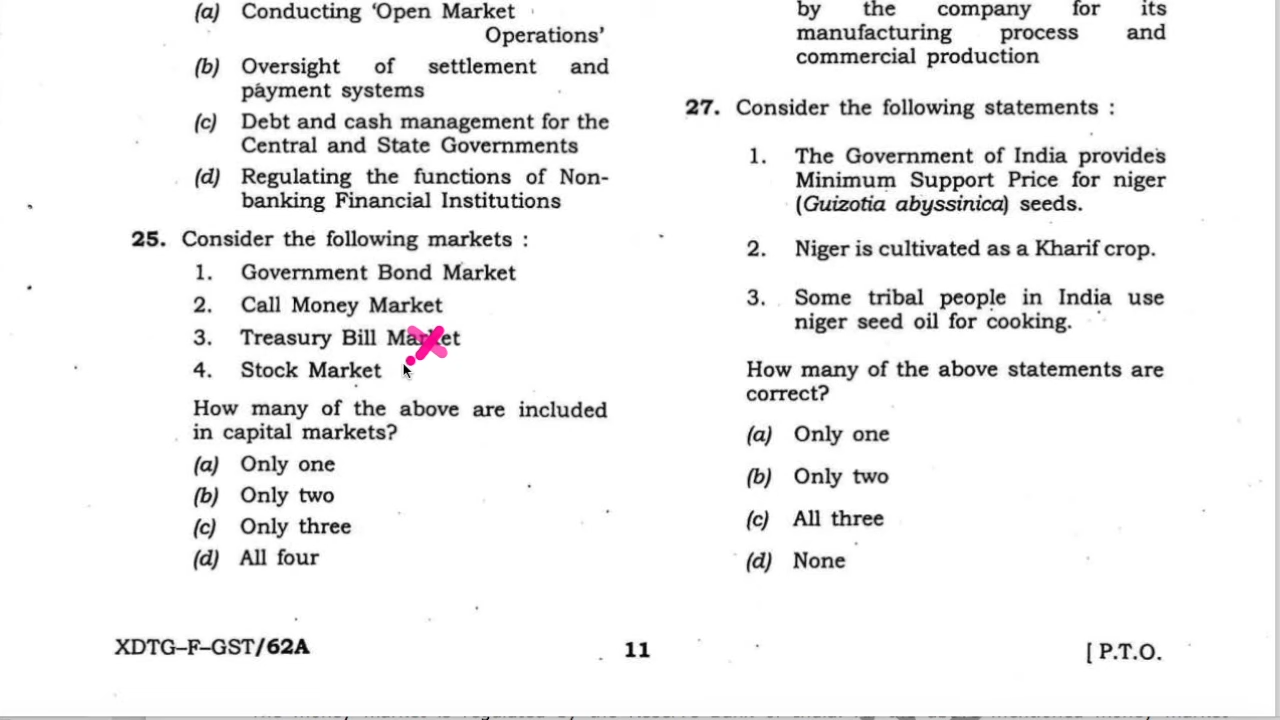 (a) Conducting 'Open Market
Operations'
(b) Oversight of settlement and
payment systems
(c) Debt and cash management for the
Central and State Governments
(d) Regulating the functions of Non-
banking Financial Institutions
25. Consider the following markets :
1. Government Bond Market
2. Call Money Market
3. Treasury Bill Market
4. Stock Market
How many of the above are included
in capital markets?
(a) Only one
(b) Only two
(c) Only three
(d) All four
by the company for its
manufacturing process and
commercial production
27. Consider the following statements :
1. The Government of India provides
Minimum Support Price for niger
(Guizotia abyssinica) seeds.
2. Niger is cultivated as a Kharif crop.
3. Some tribal people in India use
niger seed oil for cooking.
How many of the above statements are
correct?
(a) Only one
(b) Only two
(c) All three
(d) None
XDTG–F–GST/62A
11
[ P.T.O.